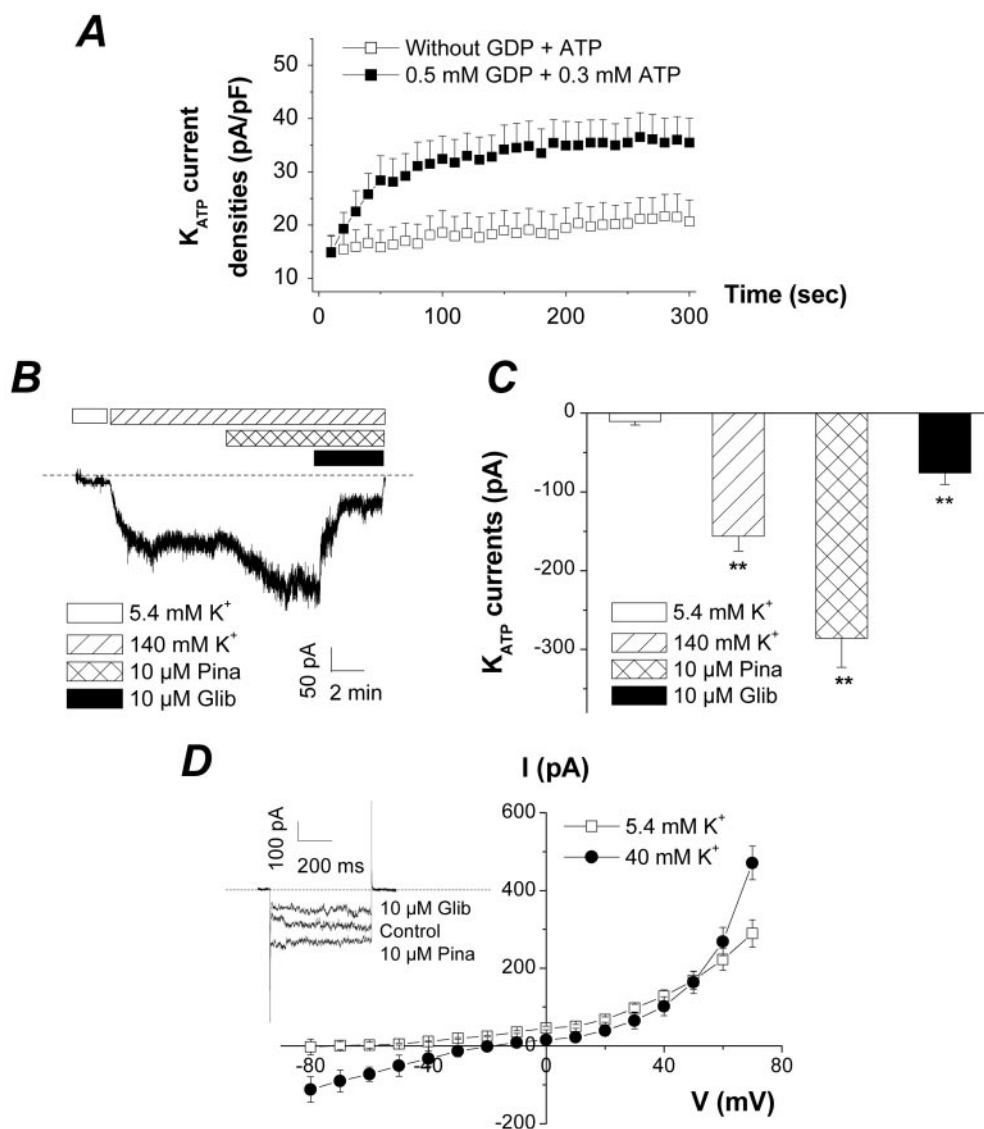 A
Without GDP + ATP
0.5 mM GDP + 0.3 mM ATP
K_ATP current
densities (pA/pF)
50
40
30
20
10
0
100
200
300
Time (sec)
B
5.4 mM K⁺
140 mM K⁺
10 µM Pina
10 µM Glib
50 pA
2 min
C
K_ATP currents (pA)
0
-100
-200
-300
**
**
**
5.4 mM K⁺
140 mM K⁺
10 µM Pina
10 µM Glib
D
I (pA)
100 pA
200 ms
10 µM Glib
Control
10 µM Pina
5.4 mM K⁺
40 mM K⁺
600
400
200
0
-200
-80
-40
0
40
80
V (mV)